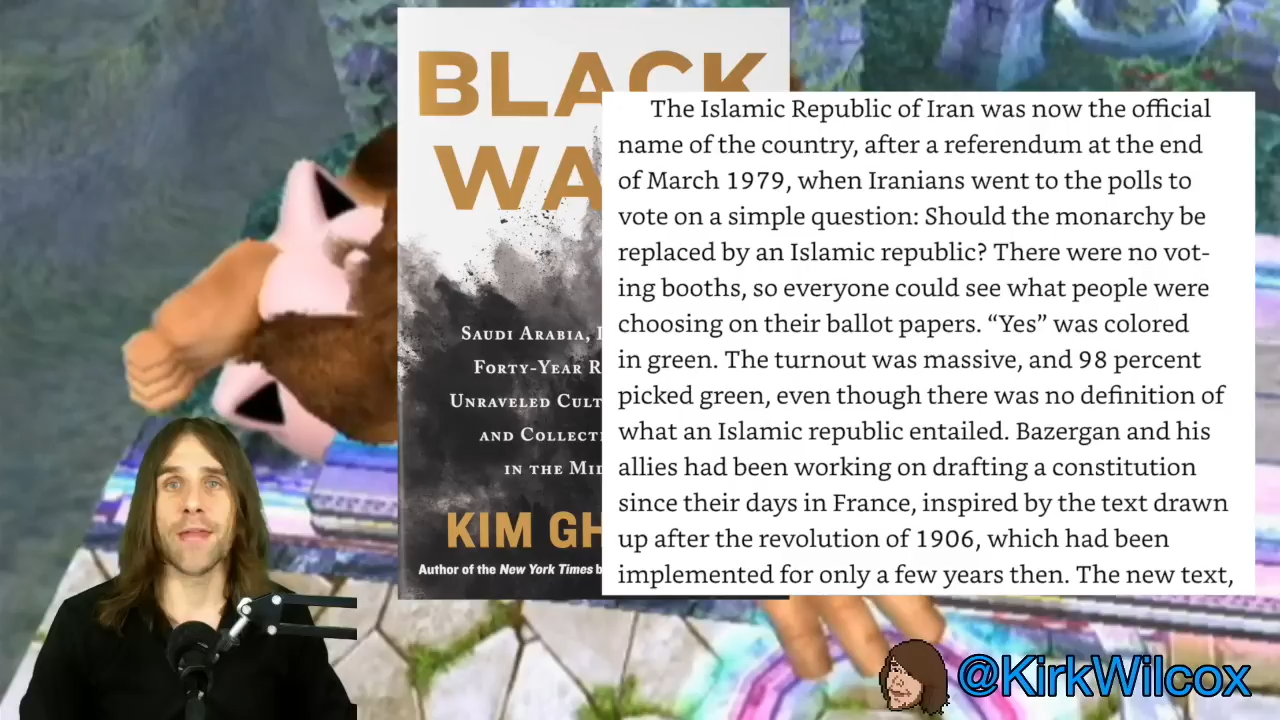 BLACK
WA
SAUDI ARABIA, I
FORTY-YEAR R
UNRAVELED CULT
AND COLLECTI
IN THE MID
KIM GH
Author of the New York Times b
The Islamic Republic of Iran was now the official
name of the country, after a referendum at the end
of March 1979, when Iranians went to the polls to
vote on a simple question: Should the monarchy be
replaced by an Islamic republic? There were no vot-
ing booths, so everyone could see what people were
choosing on their ballot papers. “Yes” was colored
in green. The turnout was massive, and 98 percent
picked green, even though there was no definition of
what an Islamic republic entailed. Bazergan and his
allies had been working on drafting a constitution
since their days in France, inspired by the text drawn
up after the revolution of 1906, which had been
implemented for only a few years then. The new text,
@KirkWilcox